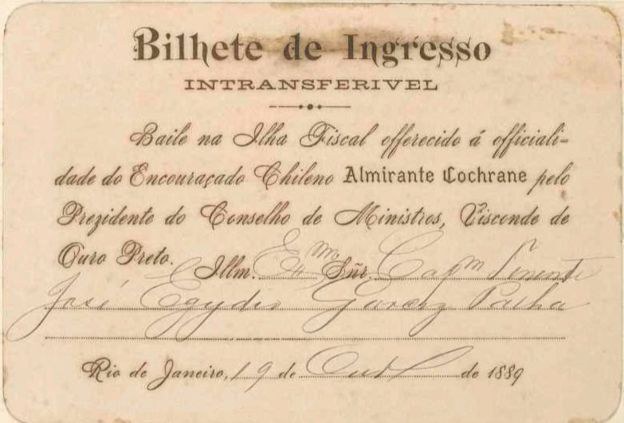 Bilhete de Ingresso
INTRANSFERIVEL
Baile na Ilha Fiscal offerecido á officiali-
dade do Encouraçado Chileno Almirante Cochrane pelo
Prezidente do Conselho de Ministros, Visconde de
Ouro Preto. Illm. Exmo Sñr. Capm Tenente
José Egydio Garcez Palha
Rio de Janeiro, 19 de Outº de 1889